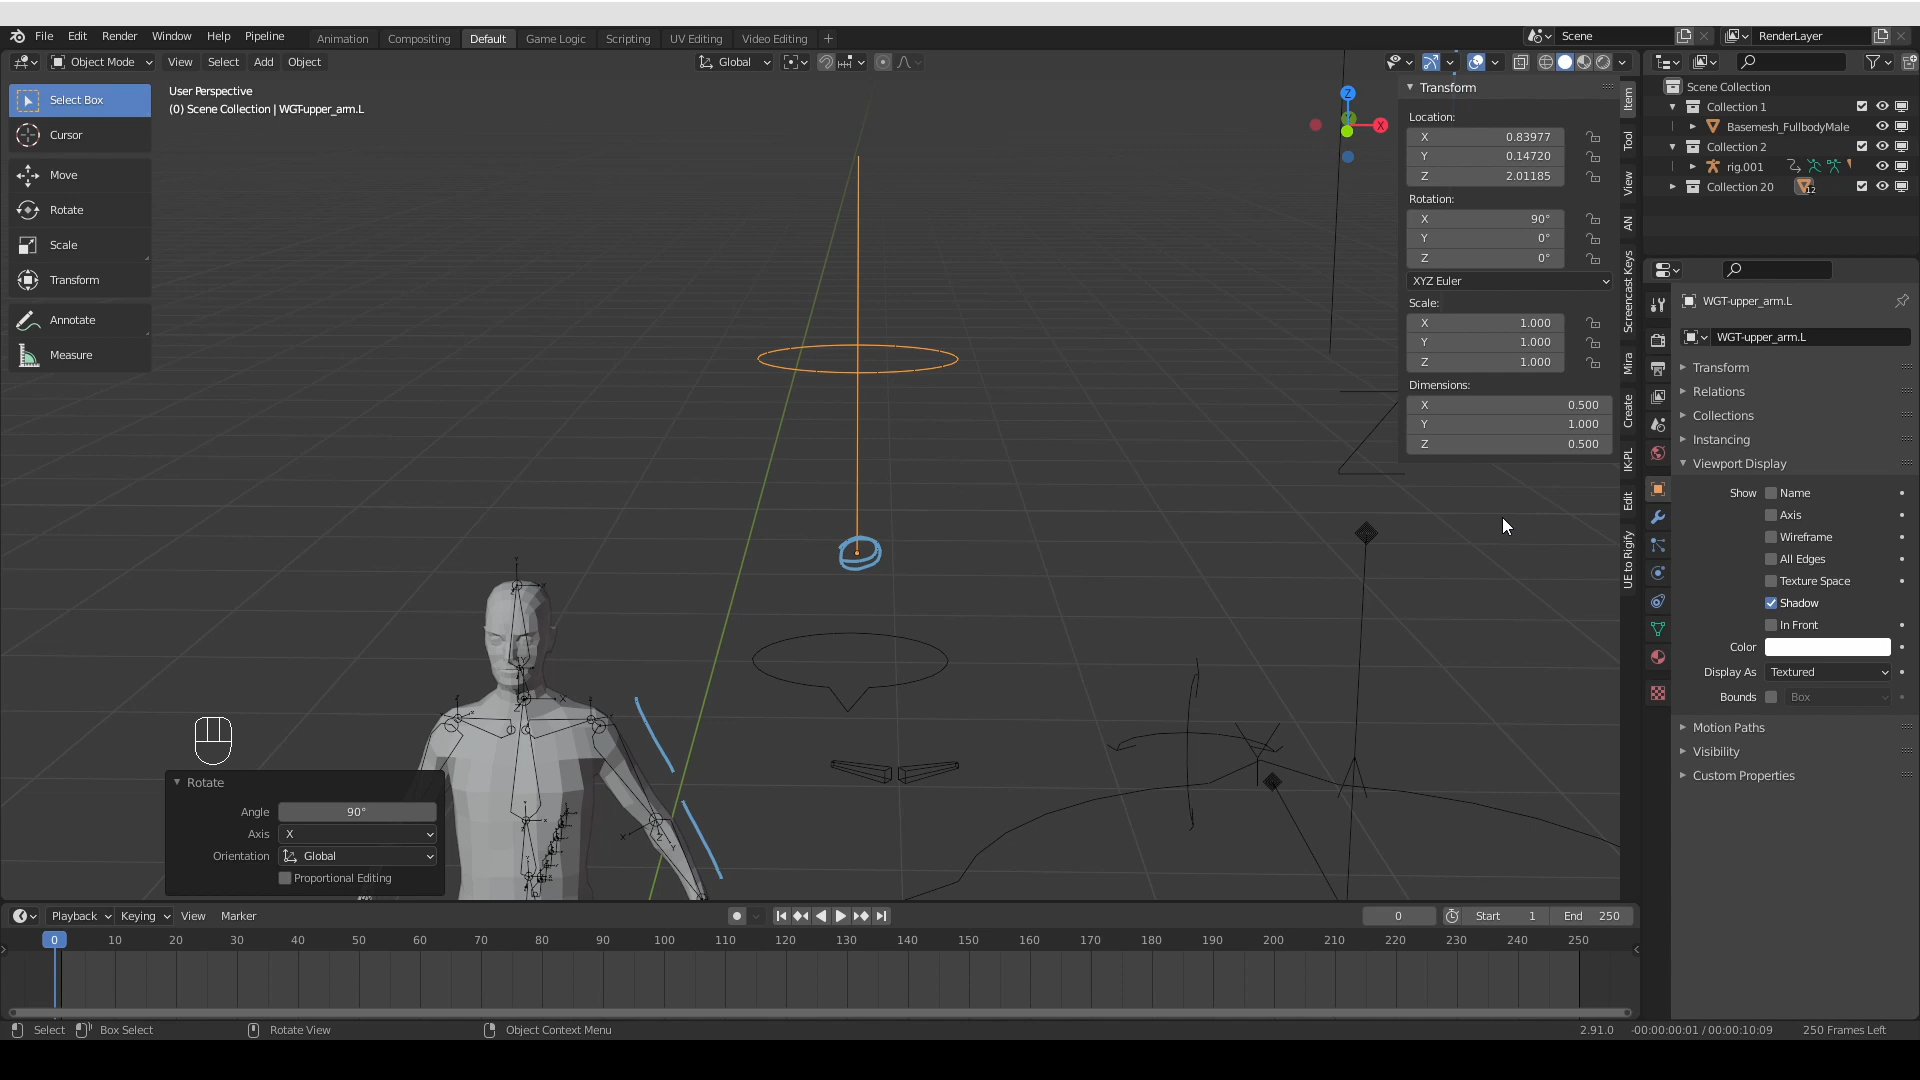 File Edit Render Window Help Pipeline Animation Compositing Default Game Logic Scripting UV Editing Video Editing + Scene RenderLayer
Object Mode View Select Add Object Global
User Perspective
(0) Scene Collection | WGT-upper_arm.L
Select Box
Cursor
Move
Rotate
Scale
Transform
Annotate
Measure
Z
Y
X
Transform
Location:
X 0.83977
Y 0.14720
Z 2.01185
Rotation:
X 90°
Y 0°
Z 0°
XYZ Euler
Scale:
X 1.000
Y 1.000
Z 1.000
Dimensions:
X 0.500
Y 1.000
Z 0.500
Item
Tool
View
AN
Screencast Keys
Mira
Create
IK-PL
Edit
UE to Rigify
Scene Collection
Collection 1
Basemesh_FullbodyMale
Collection 2
rig.001
Collection 20 12
WGT-upper_arm.L
WGT-upper_arm.L
Transform
Relations
Collections
Instancing
Viewport Display
Show Name
Axis
Wireframe
All Edges
Texture Space
Shadow
In Front
Color
Display As Textured
Bounds Box
Motion Paths
Visibility
Custom Properties
Rotate
Angle 90°
Axis X
Orientation Global
Proportional Editing
Playback Keying View Marker 0 Start 1 End 250
0 10 20 30 40 50 60 70 80 90 100 110 120 130 140 150 160 170 180 190 200 210 220 230 240 250
Select Box Select Rotate View Object Context Menu 2.91.0 -00:00:00:01 / 00:00:10:09 250 Frames Left